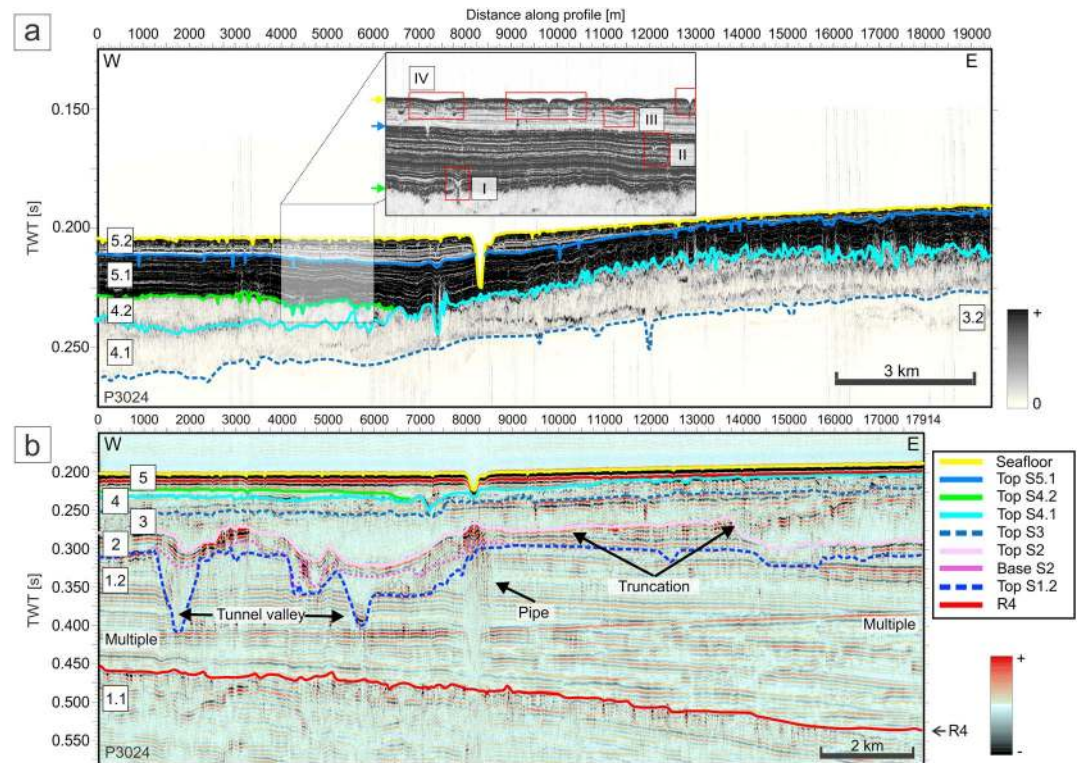 Distance along profile [m]
a
0 1000 2000 3000 4000 5000 6000 7000 8000 9000 10000 11000 12000 13000 14000 15000 16000 17000 18000 19000
W
E
IV
III
II
I
0.150
0.200
0.250
TWT [s]
5.2
5.1
4.2
4.1
3.2
P3024
3 km
+
0
b
0 1000 2000 3000 4000 5000 6000 7000 8000 9000 10000 11000 12000 13000 14000 15000 16000 17000 17914
W
E
0.200
0.250
0.300
0.350
0.400
0.450
0.500
0.550
TWT [s]
5
4
3
2
1.2
1.1
Truncation
Tunnel valley
Pipe
Multiple
Multiple
R4
P3024
2 km
Seafloor
Top S5.1
Top S4.2
Top S4.1
Top S3
Top S2
Base S2
Top S1.2
R4
+
-